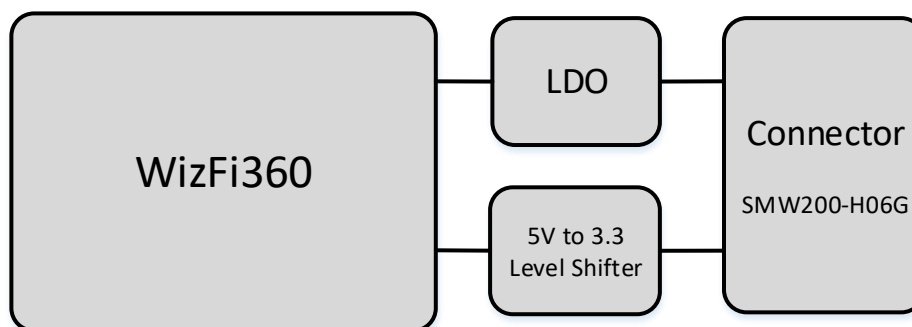 WizFi360
LDO
5V to 3.3
Level Shifter
Connector
SMW200-H06G